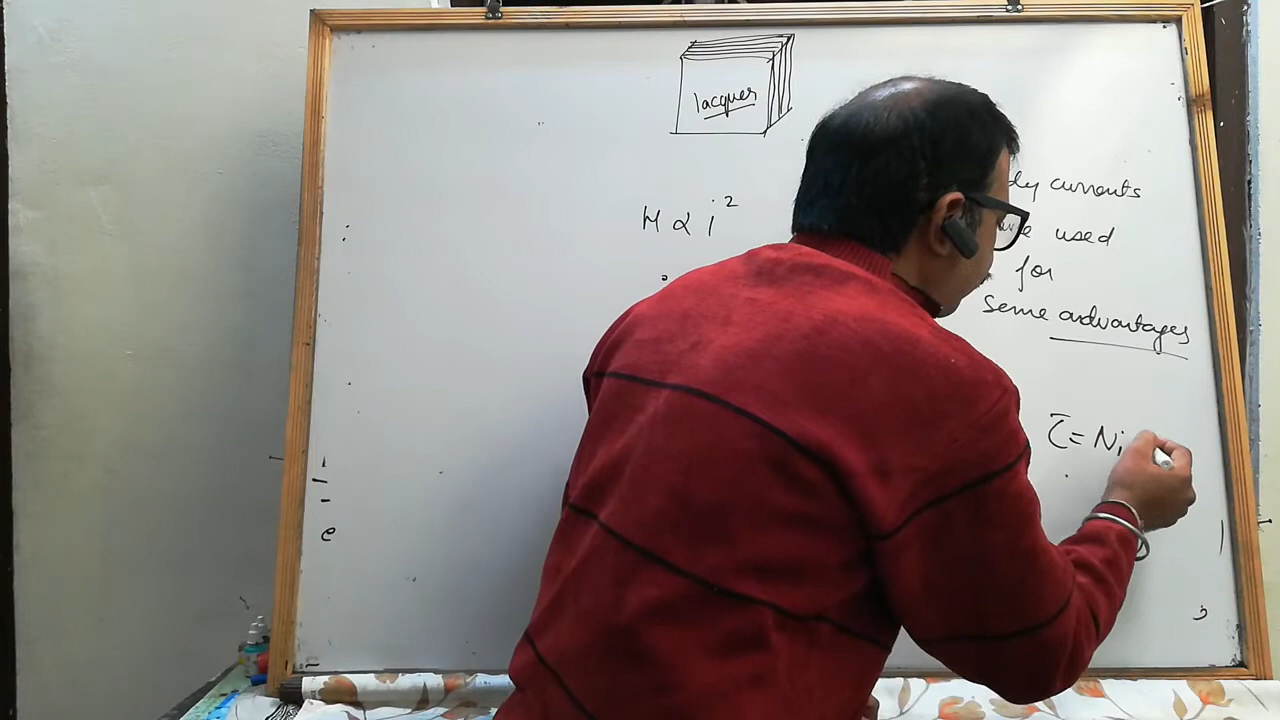 lacquer
H ∝ i²
dy currents
used
for
some advantages
τ = Ni